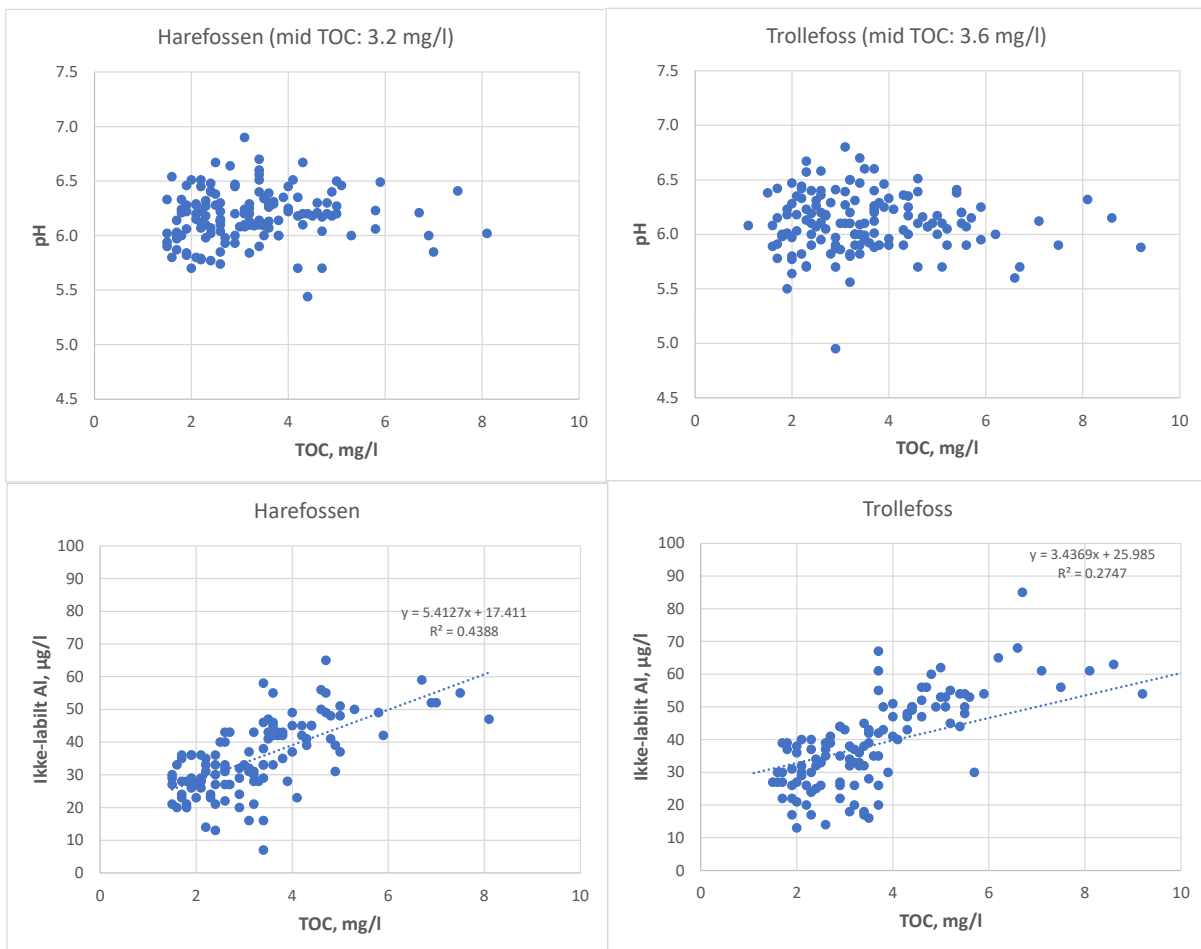 Harefossen (mid TOC: 3.2 mg/l)
7.5
7.0
6.5
6.0
5.5
5.0
4.5
pH
0 2 4 6 8 10
TOC, mg/l
Trollefoss (mid TOC: 3.6 mg/l)
7.5
7.0
6.5
6.0
5.5
5.0
4.5
pH
0 2 4 6 8 10
TOC, mg/l
Harefossen
100
90
80
70
60
50
40
30
20
10
0
Ikke-labilt Al, µg/l
y = 5.4127x + 17.411
R² = 0.4388
0 2 4 6 8 10
TOC, mg/l
Trollefoss
100
90
80
70
60
50
40
30
20
10
0
Ikke-labilt Al, µg/l
y = 3.4369x + 25.985
R² = 0.2747
0 2 4 6 8 10
TOC, mg/l